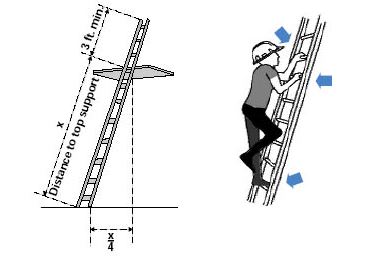 3 ft. min.
x
Distance to top support
x
4